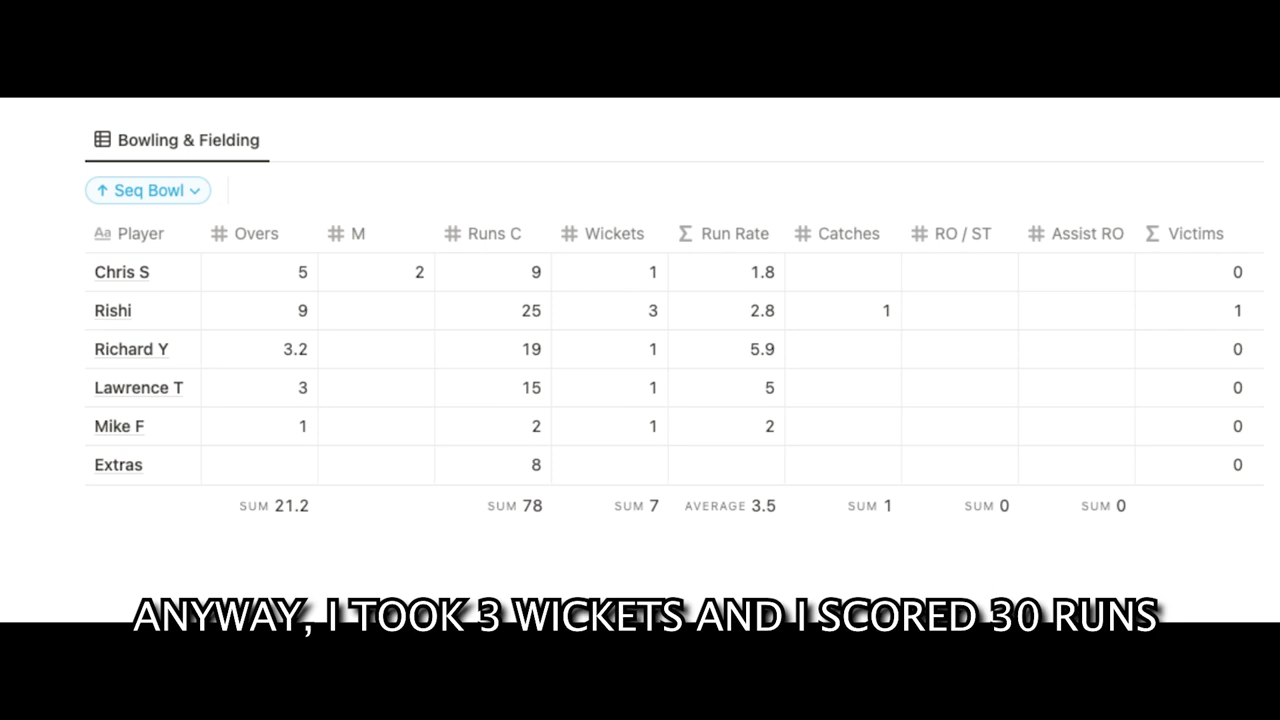 Bowling & Fielding
↑ Seq Bowl
Aa Player # Overs # M # Runs C # Wickets Σ Run Rate # Catches # RO / ST # Assist RO Σ Victims
Chris S 5 2 9 1 1.8 0
Rishi 9 25 3 2.8 1 1
Richard Y 3.2 19 1 5.9 0
Lawrence T 3 15 1 5 0
Mike F 1 2 1 2 0
Extras 8 0
SUM 21.2 SUM 78 SUM 7 AVERAGE 3.5 SUM 1 SUM 0 SUM 0
ANYWAY, I TOOK 3 WICKETS AND I SCORED 30 RUNS